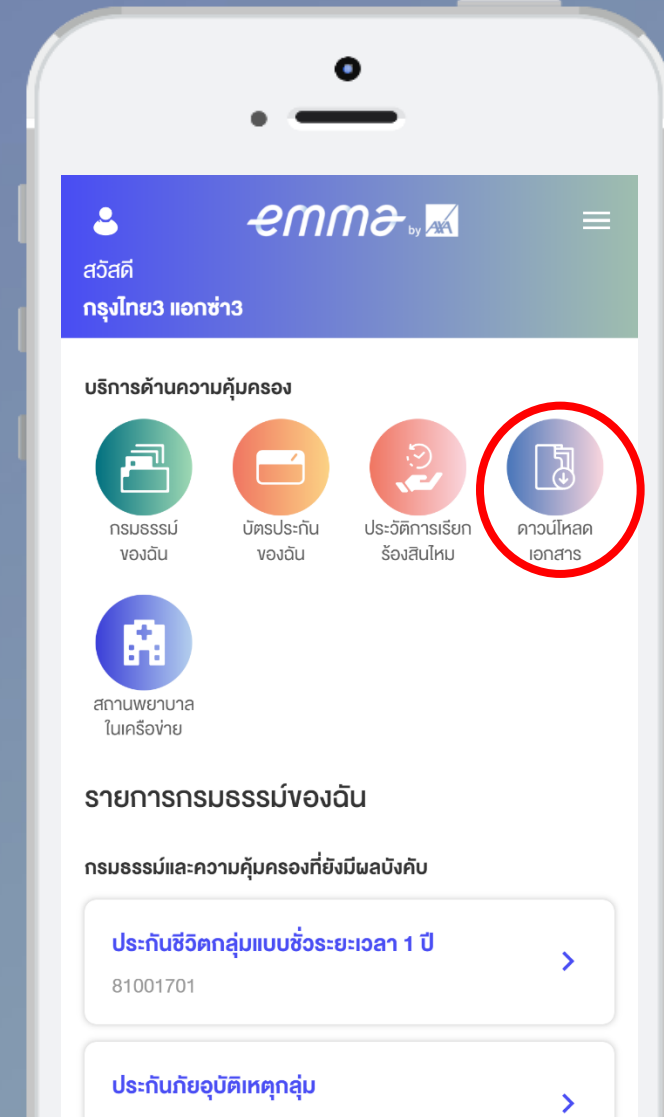 emma by AXA
สวัสดี
กรุงไทย3 แอกซ่า3
บริการด้านความคุ้มครอง
กรมธรรม์
ของฉัน
บัตรประกัน
ของฉัน
ประวัติการเรียก
ร้องสินไหม
ดาวน์โหลด
เอกสาร
สถานพยาบาล
ในเครือข่าย
รายการกรมธรรม์ของฉัน
กรมธรรม์และความคุ้มครองที่ยังมีผลบังคับ
ประกันชีวิตกลุ่มแบบชั่วระยะเวลา 1 ปี
81001701
ประกันภัยอุบัติเหตุกลุ่ม